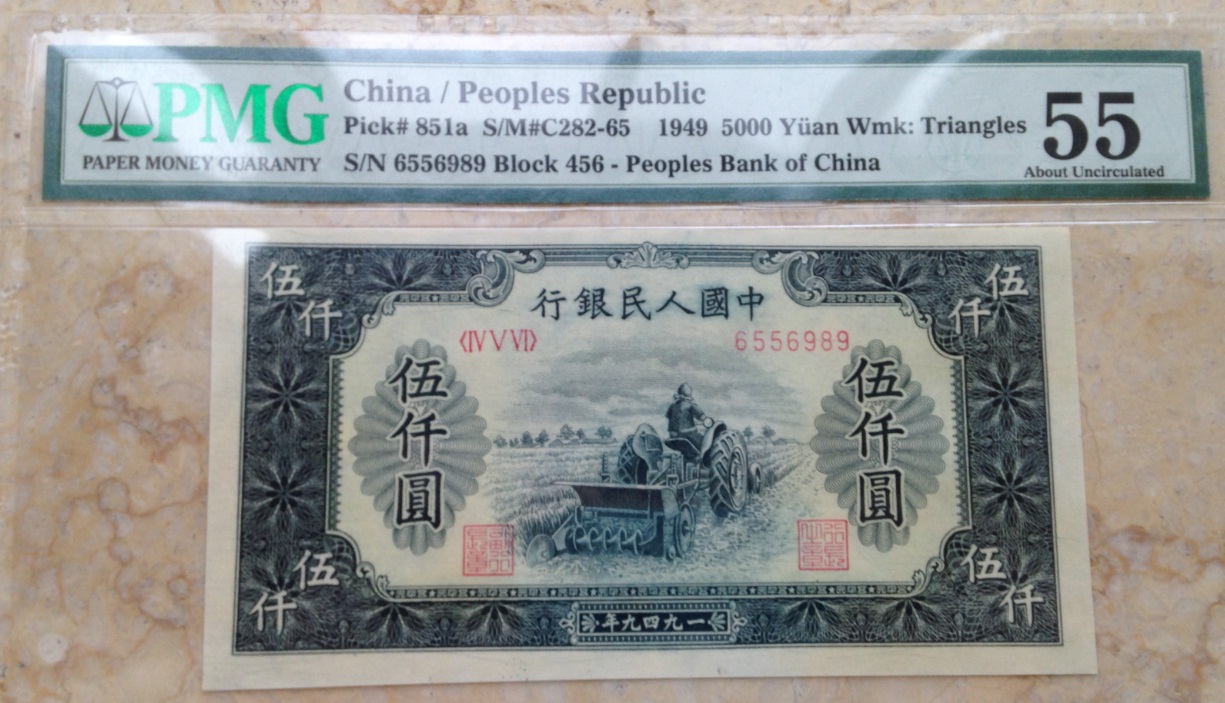 PMG
PAPER MONEY GUARANTY
China / Peoples Republic
Pick# 851a S/M#C282-65 1949 5000 Yüan Wmk: Triangles
S/N 6556989 Block 456 - Peoples Bank of China
55
About Uncirculated
伍仟
伍仟
中國人民銀行
〈IV V VI〉
6556989
伍仟圓
伍仟圓
伍仟
伍仟
一九四九年